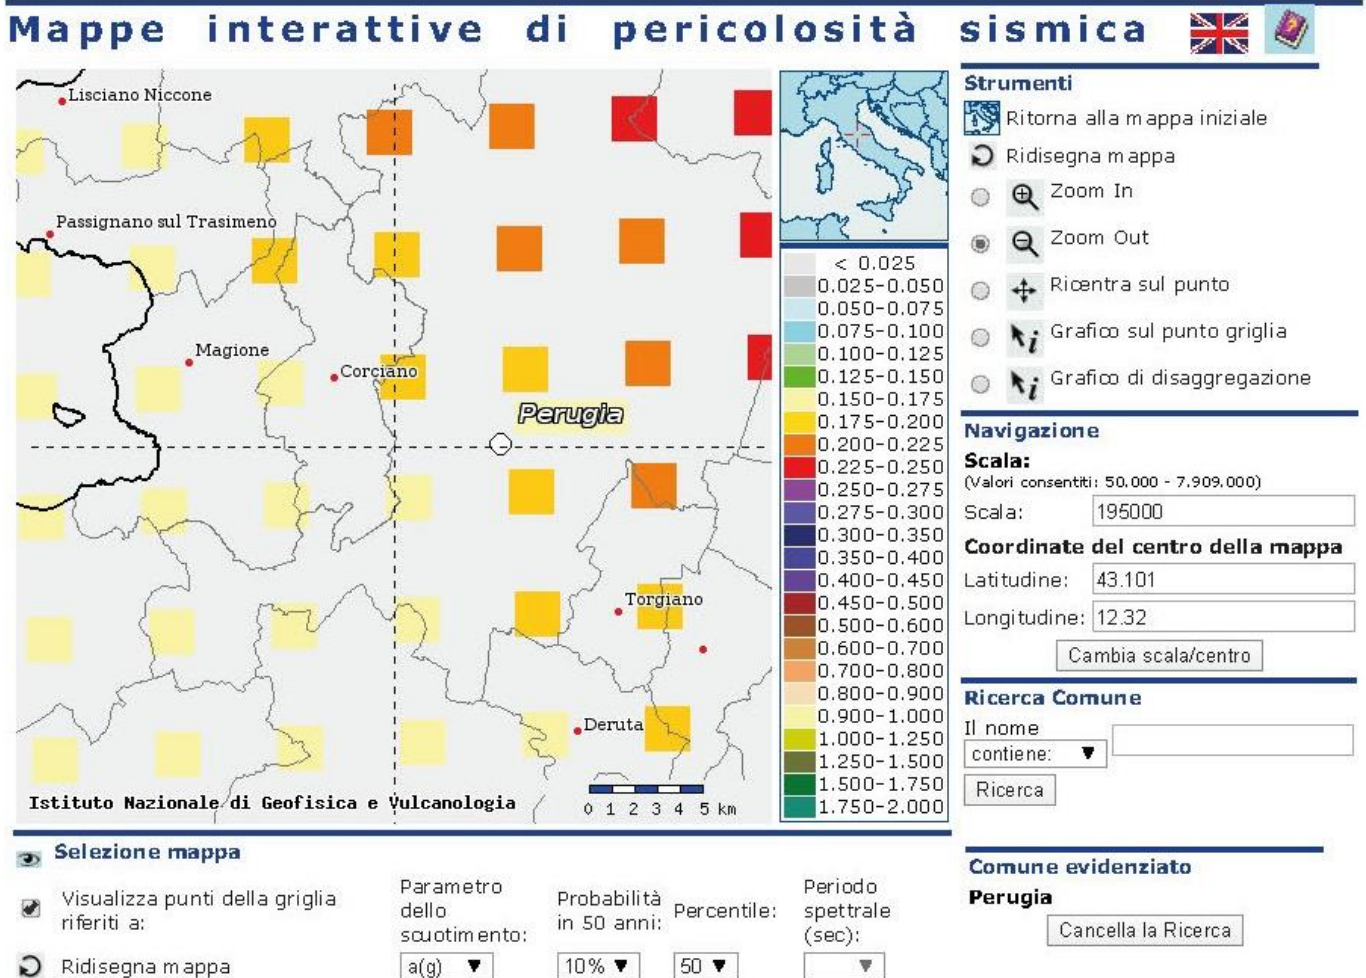 Mappe interattive di pericolosità sismica
Lisciano Niccone
Passignano sul Trasimeno
Magione
Corciano
Perugia
Torgiano
Deruta
Istituto Nazionale di Geofisica e Vulcanologia
0 1 2 3 4 5 km
< 0.025
0.025-0.050
0.050-0.075
0.075-0.100
0.100-0.125
0.125-0.150
0.150-0.175
0.175-0.200
0.200-0.225
0.225-0.250
0.250-0.275
0.275-0.300
0.300-0.350
0.350-0.400
0.400-0.450
0.450-0.500
0.500-0.600
0.600-0.700
0.700-0.800
0.800-0.900
0.900-1.000
1.000-1.250
1.250-1.500
1.500-1.750
1.750-2.000
Strumenti
Ritorna alla mappa iniziale
Ridisegna mappa
Zoom In
Zoom Out
Ricentra sul punto
Grafico sul punto griglia
Grafico di disaggregazione
Navigazione
Scala:
(Valori consentiti: 50.000 - 7.909.000)
Scala: 195000
Coordinate del centro della mappa
Latitudine: 43.101
Longitudine: 12.32
Cambia scala/centro
Ricerca Comune
Il nome
contiene:
Ricerca
Comune evidenziato
Perugia
Cancella la Ricerca
Selezione mappa
Visualizza punti della griglia
riferiti a:
Ridisegna mappa
Parametro
dello
scuotimento:
a(g)
Probabilità
in 50 anni:
10%
Percentile:
50
Periodo
spettrale
(sec):